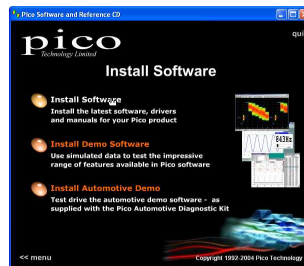 Pico Software and Reference CD
pico
Technology Limited
qui
Install Software
Install Software
Install the latest software, drivers
and manuals for your Pico product
843Hz
Install Demo Software
Use simulated data to test the impressive
range of features available in Pico software
Install Automotive Demo
Test drive the automotive demo software - as
supplied with the Pico Automotive Diagnostic Kit
<< menu
Copyright 1992-2004 Pico Technology